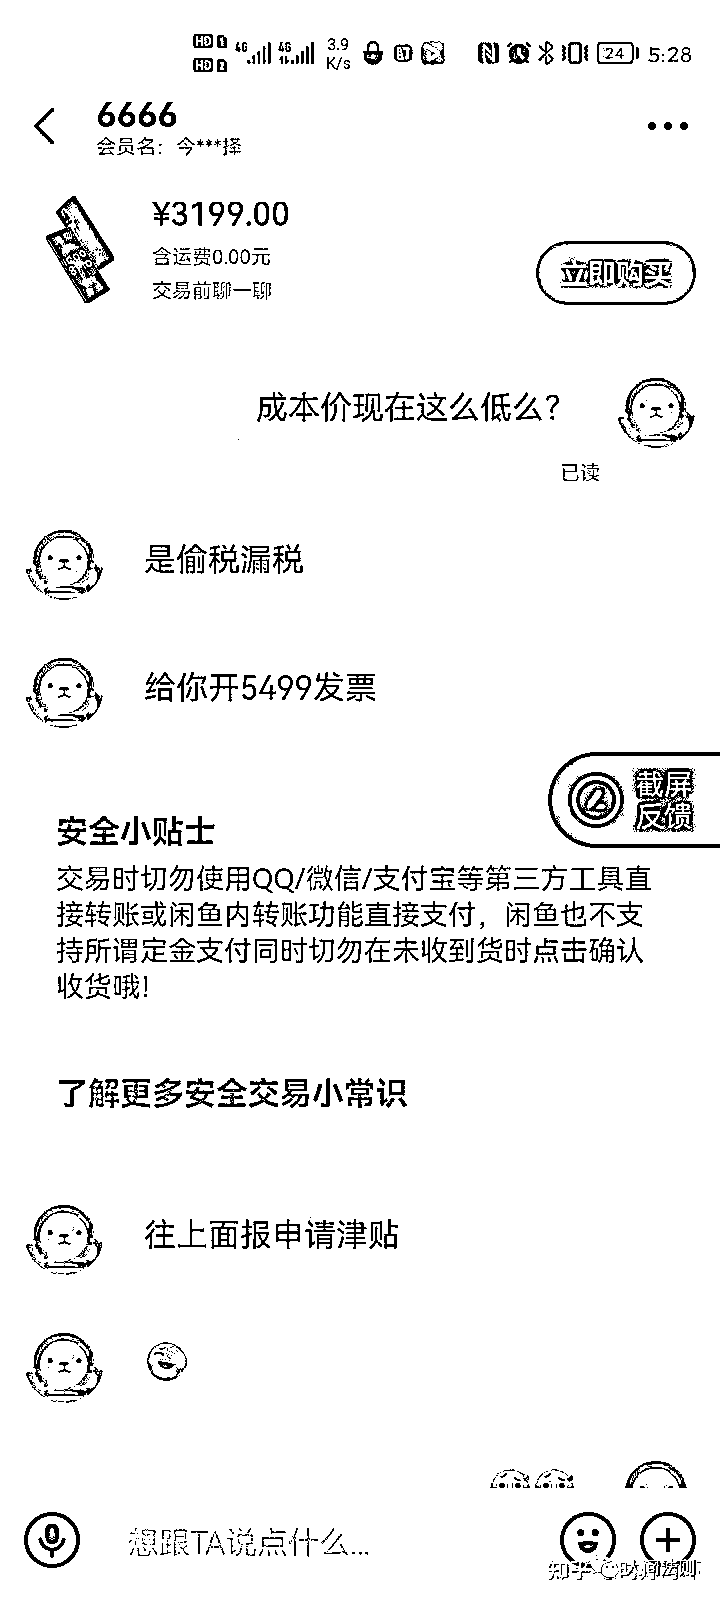 HD 1 4G 4G 3.9 24 5:28
HD 2 K/s
6666
会员名：今***择
¥3199.00
含运费0.00元
交易前聊一聊
立即购买
成本价现在这么低么？
已读
是偷税漏税
给你开5499发票
截屏
反馈
安全小贴士
交易时切勿使用QQ/微信/支付宝等第三方工具直
接转账或闲鱼内转账功能直接支付，闲鱼也不支
持所谓定金支付同时切勿在未收到货时点击确认
收货哦!
了解更多安全交易小常识
往上面报申请津贴
想跟TA说点什么...
知乎